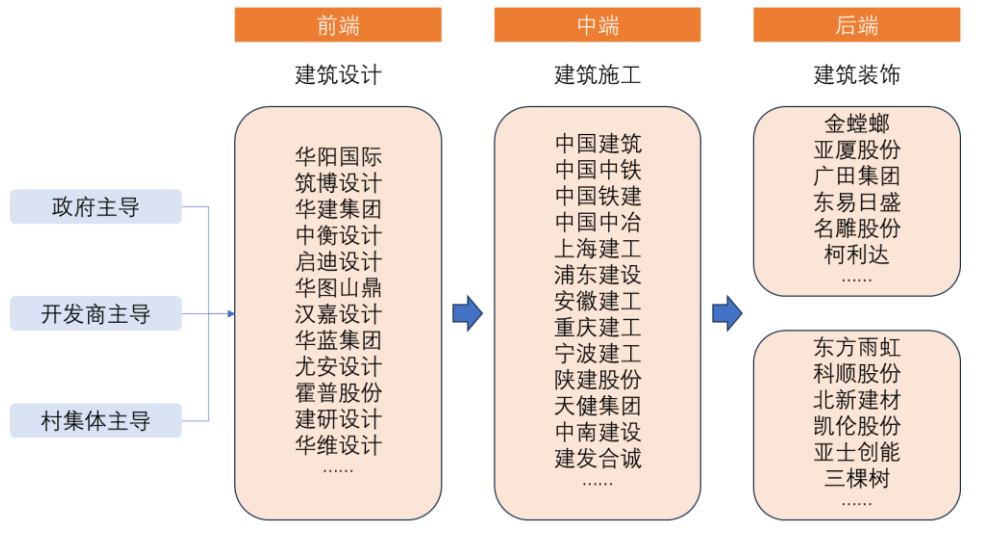 前端
中端
后端
建筑设计
建筑施工
建筑装饰
政府主导
开发商主导
村集体主导
华阳国际
筑博设计
华建集团
中衡设计
启迪设计
华图山鼎
汉嘉设计
华蓝集团
尤安设计
霍普股份
建研设计
华维设计
……
中国建筑
中国中铁
中国铁建
中国中冶
上海建工
浦东建设
安徽建工
重庆建工
宁波建工
陕建股份
天健集团
中南建设
建发合诚
……
金螳螂
亚厦股份
广田集团
东易日盛
名雕股份
柯利达
……
东方雨虹
科顺股份
北新建材
凯伦股份
亚士创能
三棵树
……